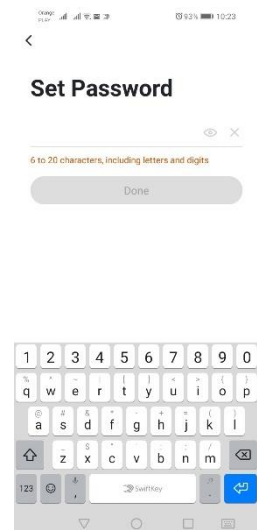 Orange
93% 10:23
Set Password
6 to 20 characters, including letters and digits
Done
1 2 3 4 5 6 7 8 9 0
q w e r t y u i o p
a s d f g h j k l
z x c v b n m
123 , SwiftKey .